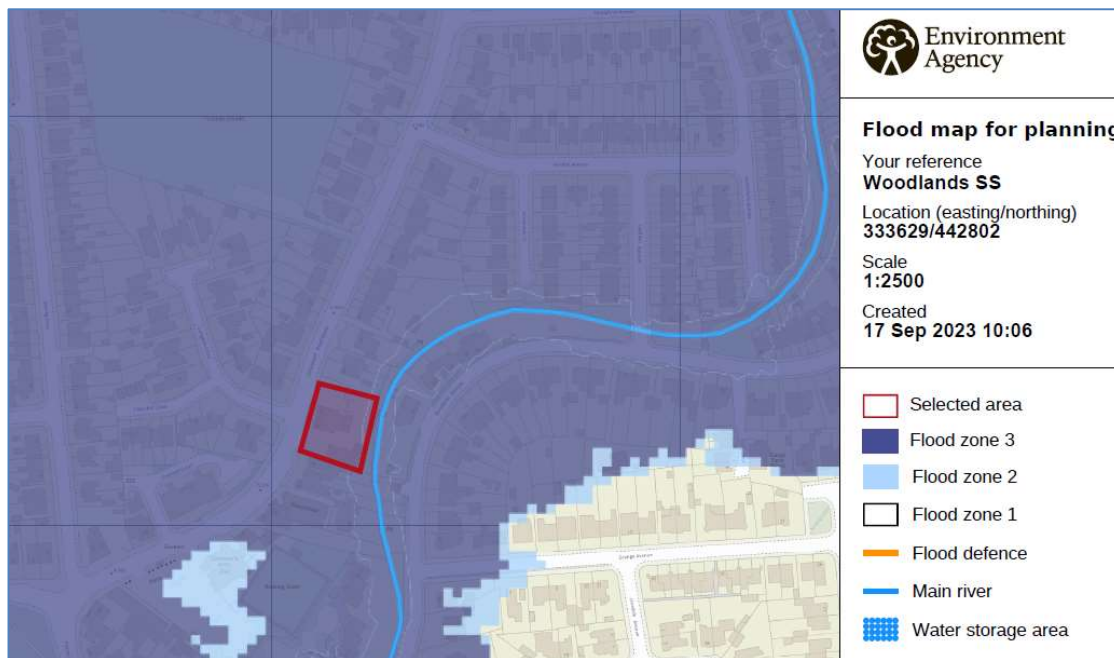 Environment
Agency
Flood map for planning
Your reference
Woodlands SS
Location (easting/northing)
333629/442802
Scale
1:2500
Created
17 Sep 2023 10:06
Selected area
Flood zone 3
Flood zone 2
Flood zone 1
Flood defence
Main river
Water storage area
Grange Avenue